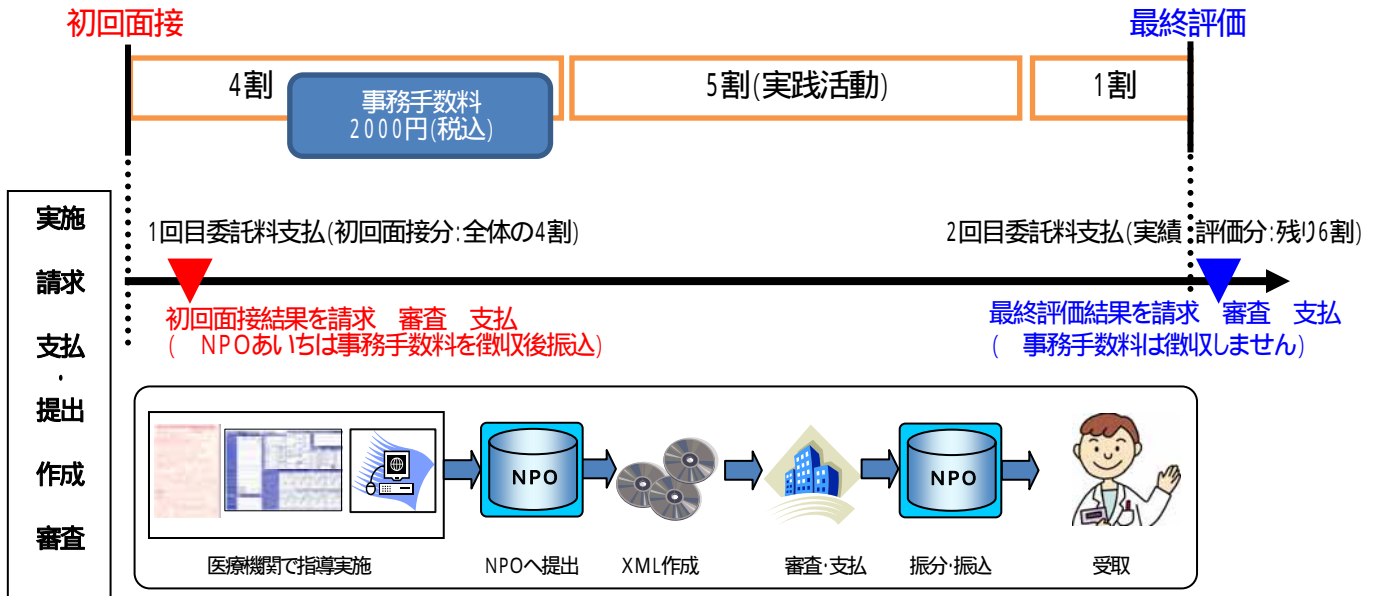 初回面接
最終評価
4割
事務手数料
2000円(税込)
5割(実践活動)
1割
実施
請求
支払
・
提出
作成
審査
1回目委託料支払(初回面接分:全体の4割)
2回目委託料支払(実績 評価分:残り6割)
初回面接結果を請求 審査 支払
( NPOあいちは事務手数料を徴収後振込)
最終評価結果を請求 審査 支払
( 事務手数料は徴収しません)
NPO
NPO
医療機関で指導実施
NPOへ提出
XML作成
審査・支払
振分・振込
受取